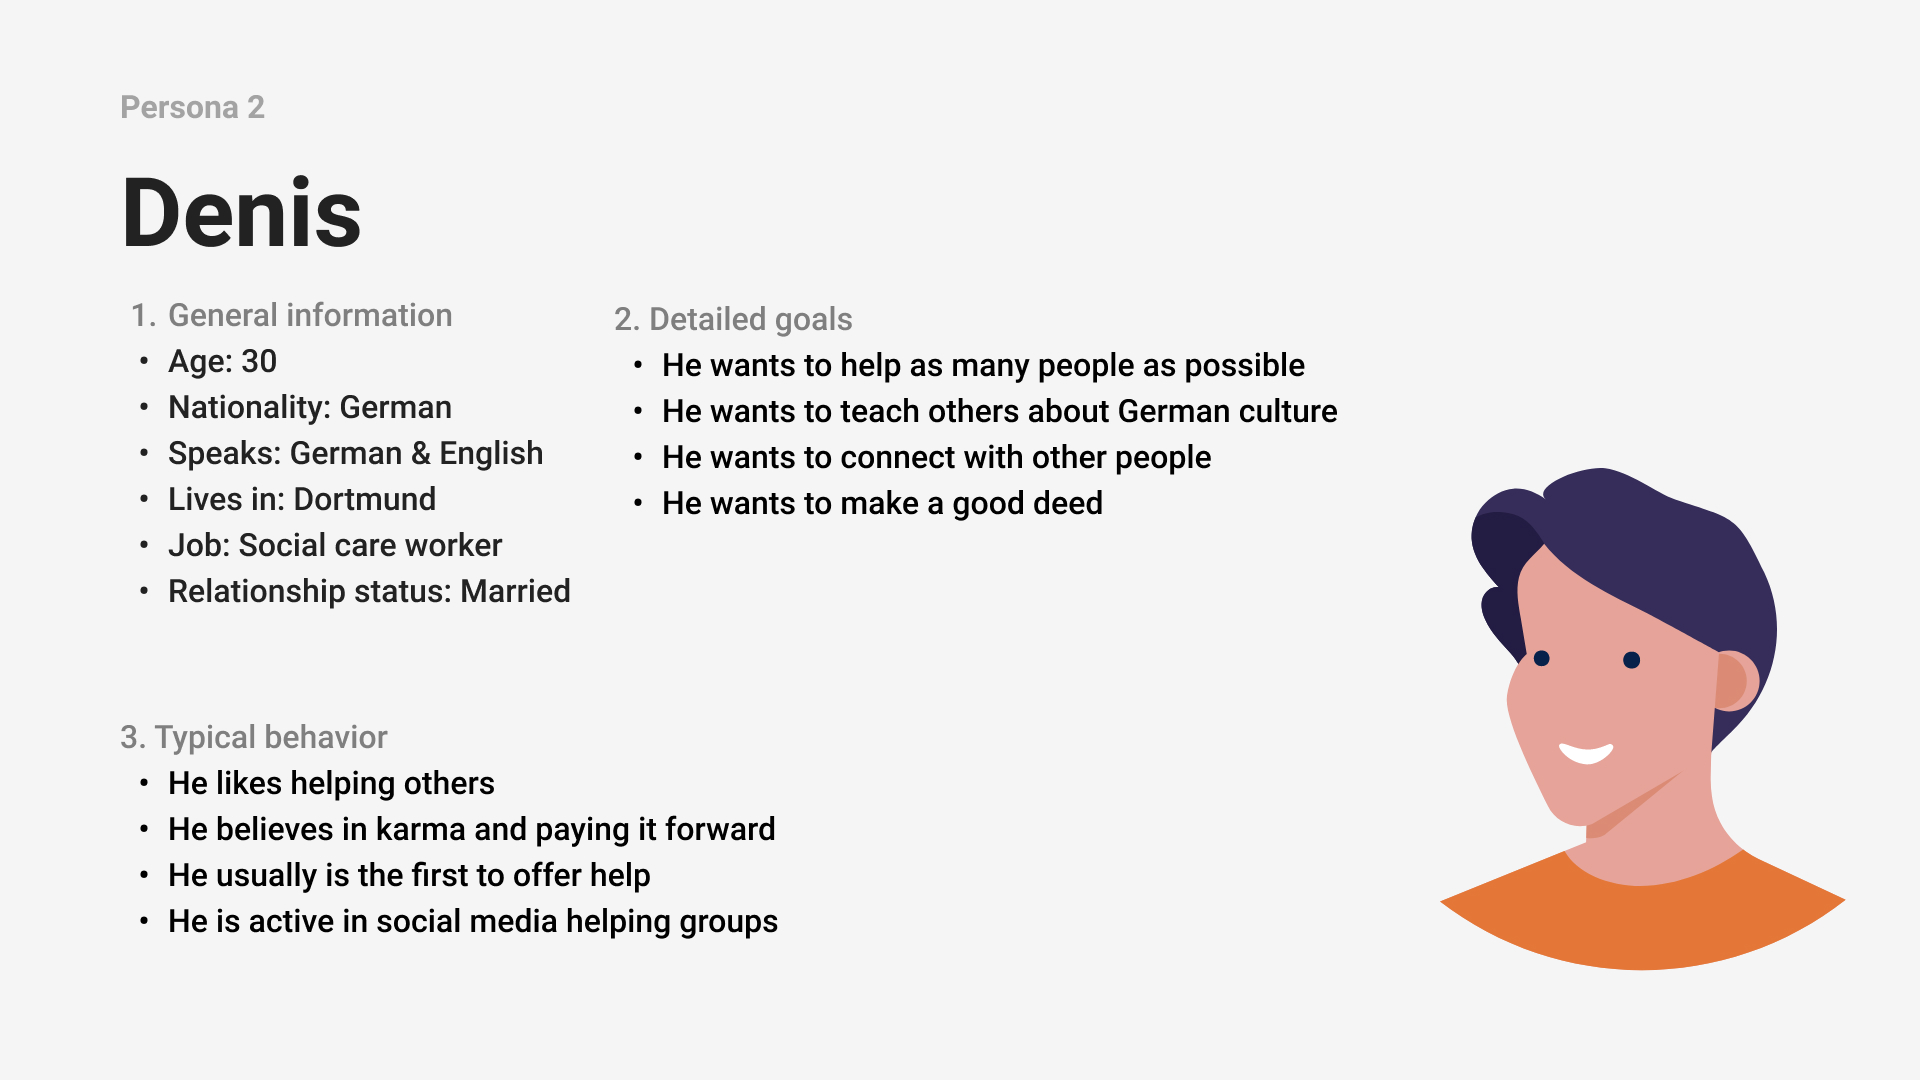 Persona 2
Denis
1. General information
• Age: 30
• Nationality: German
• Speaks: German & English
• Lives in: Dortmund
• Job: Social care worker
• Relationship status: Married
2. Detailed goals
• He wants to help as many people as possible
• He wants to teach others about German culture
• He wants to connect with other people
• He wants to make a good deed
3. Typical behavior
• He likes helping others
• He believes in karma and paying it forward
• He usually is the first to offer help
• He is active in social media helping groups